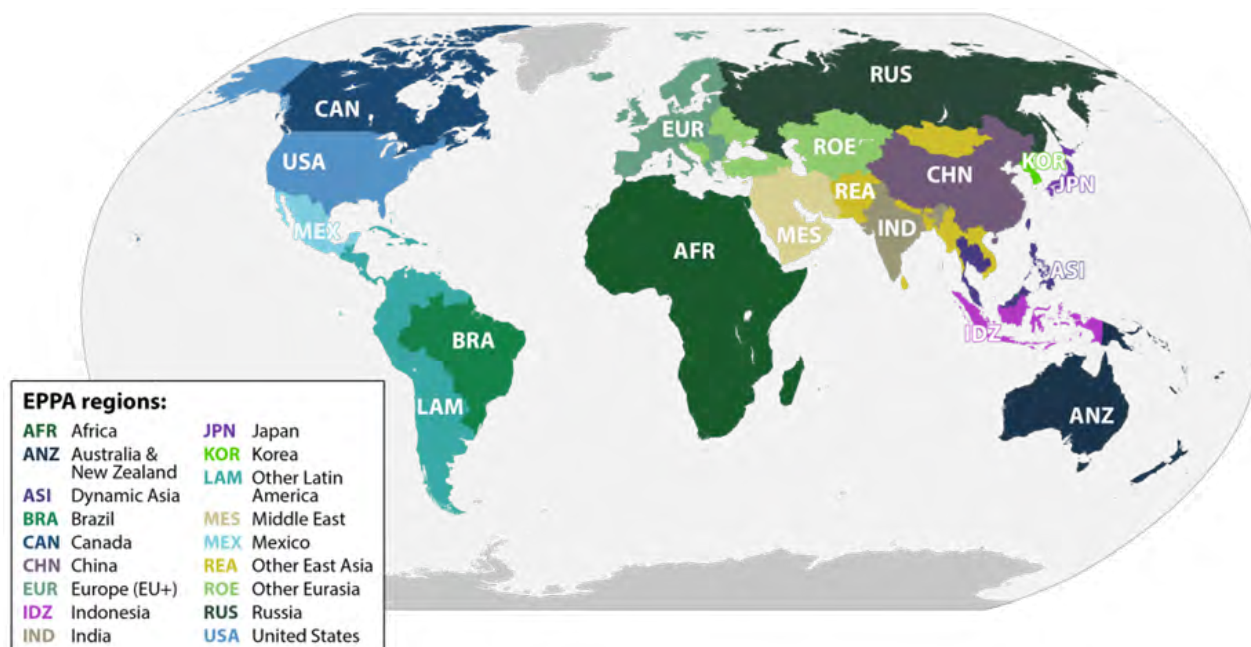 RUS
CAN
EUR
ROE
USA
KOR
CHN
JPN
REA
MEX
IND
MES
AFR
ASI
IDZ
BRA
LAM
ANZ
EPPA regions:
AFR Africa
ANZ Australia &
New Zealand
ASI Dynamic Asia
BRA Brazil
CAN Canada
CHN China
EUR Europe (EU+)
IDZ Indonesia
IND India
JPN Japan
KOR Korea
LAM Other Latin
America
MES Middle East
MEX Mexico
REA Other East Asia
ROE Other Eurasia
RUS Russia
USA United States